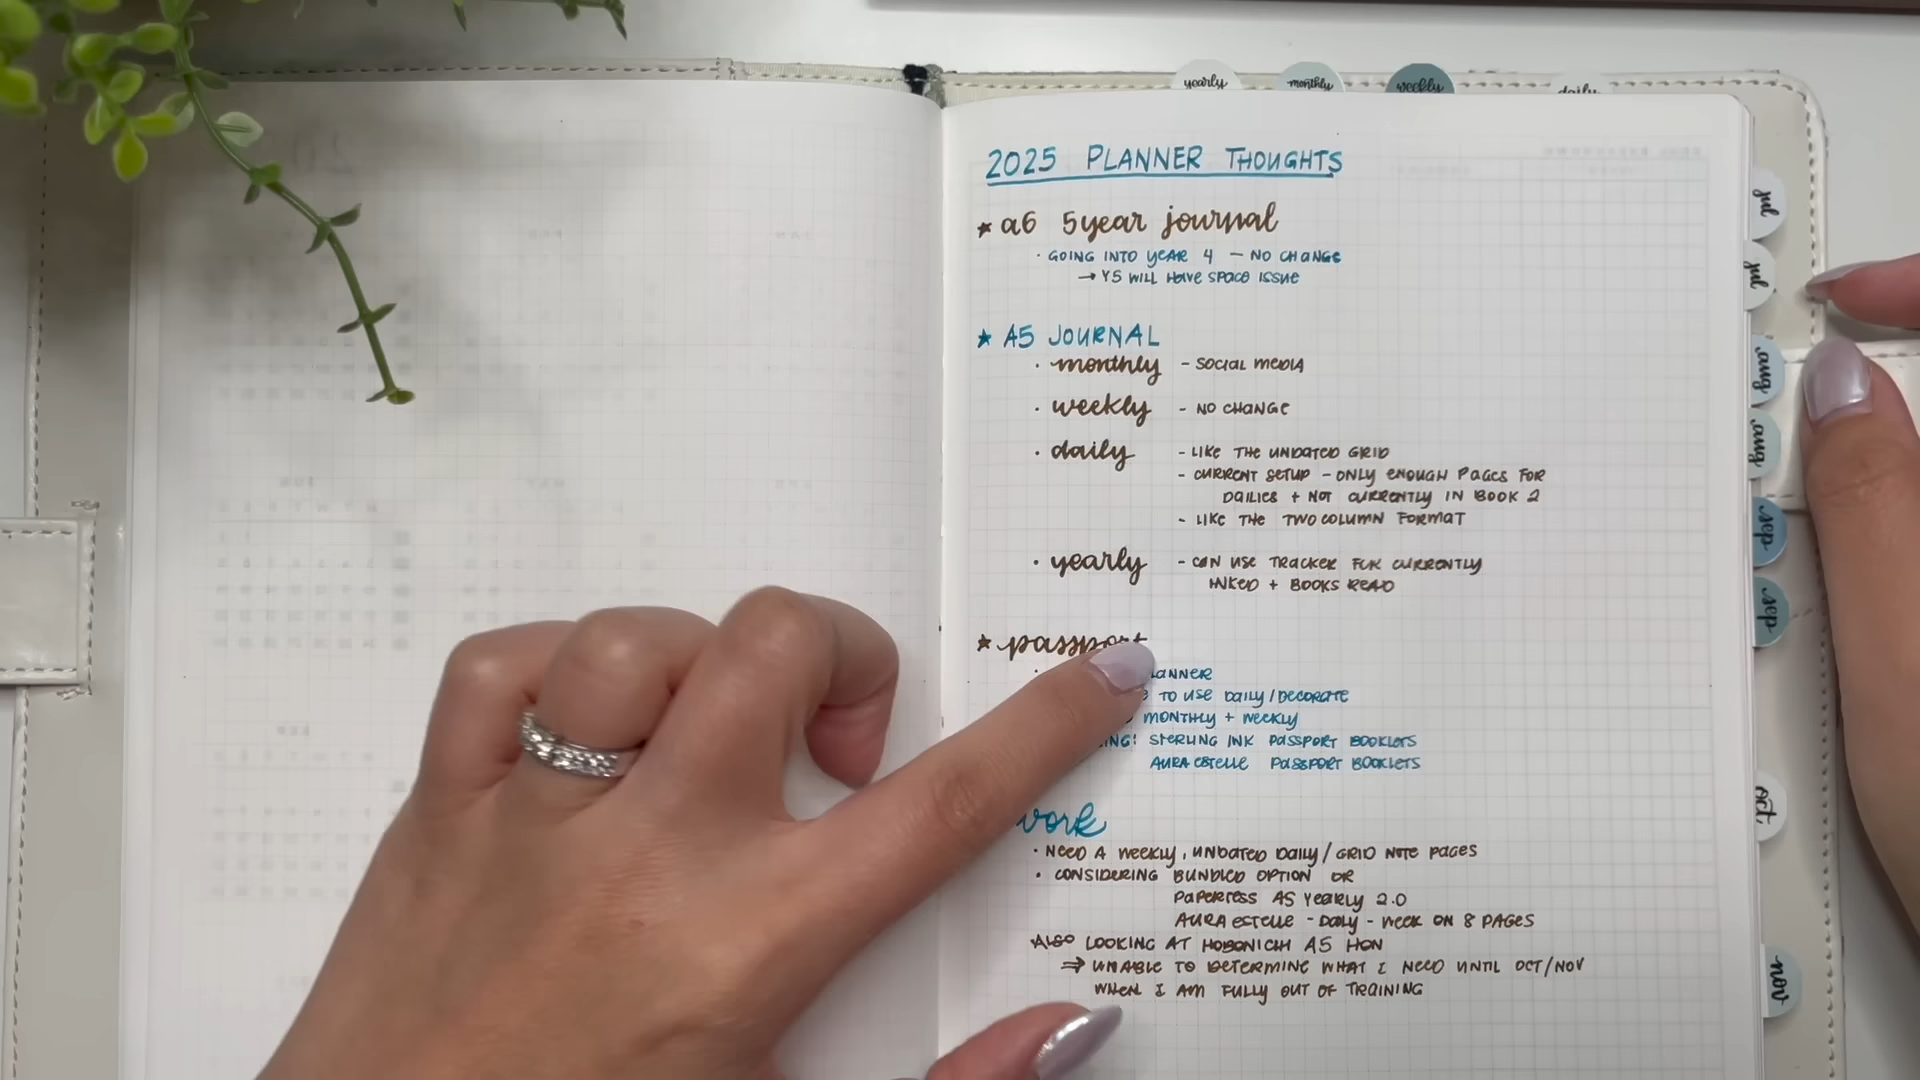 yearly
monthly
weekly
daily
2025 PLANNER THOUGHTS
★ a6 5year journal
· GOING INTO YEAR 4 — NO CHANGE
→ Y5 WILL HAVE SPACE ISSUE
★ A5 JOURNAL
· monthly - SOCIAL MEDIA
· weekly - NO CHANGE
· daily - LIKE THE UNDATED GRID
- CURRENT SETUP - ONLY ENOUGH PAGES FOR
DAILIES + NOT CURRENTLY IN BOOK 2
- LIKE THE TWO COLUMN FORMAT
· yearly - CAN USE TRACKER FOR CURRENTLY
INKED + BOOKS READ
★ passport
TO USE DAILY/DECORATE
MONTHLY + WEEKLY
STERLING INK PASSPORT BOOKLETS
AURA ESTELLE PASSPORT BOOKLETS
work
· NEED A WEEKLY, UNDATED DAILY/GRID NOTE PAGES
· CONSIDERING BUNDLED OPTION OR
PAPERTESS A5 YEARLY 2.0
AURA ESTELLE - DAILY - WEEK ON 8 PAGES
ALSO LOOKING AT HOBONICHI A5 HON
⇒ UNABLE TO DETERMINE WHAT I NEED UNTIL OCT/NOV
WHEN I AM FULLY OUT OF TRAINING
jul
jul
aug
aug
sep
sep
oct
nov